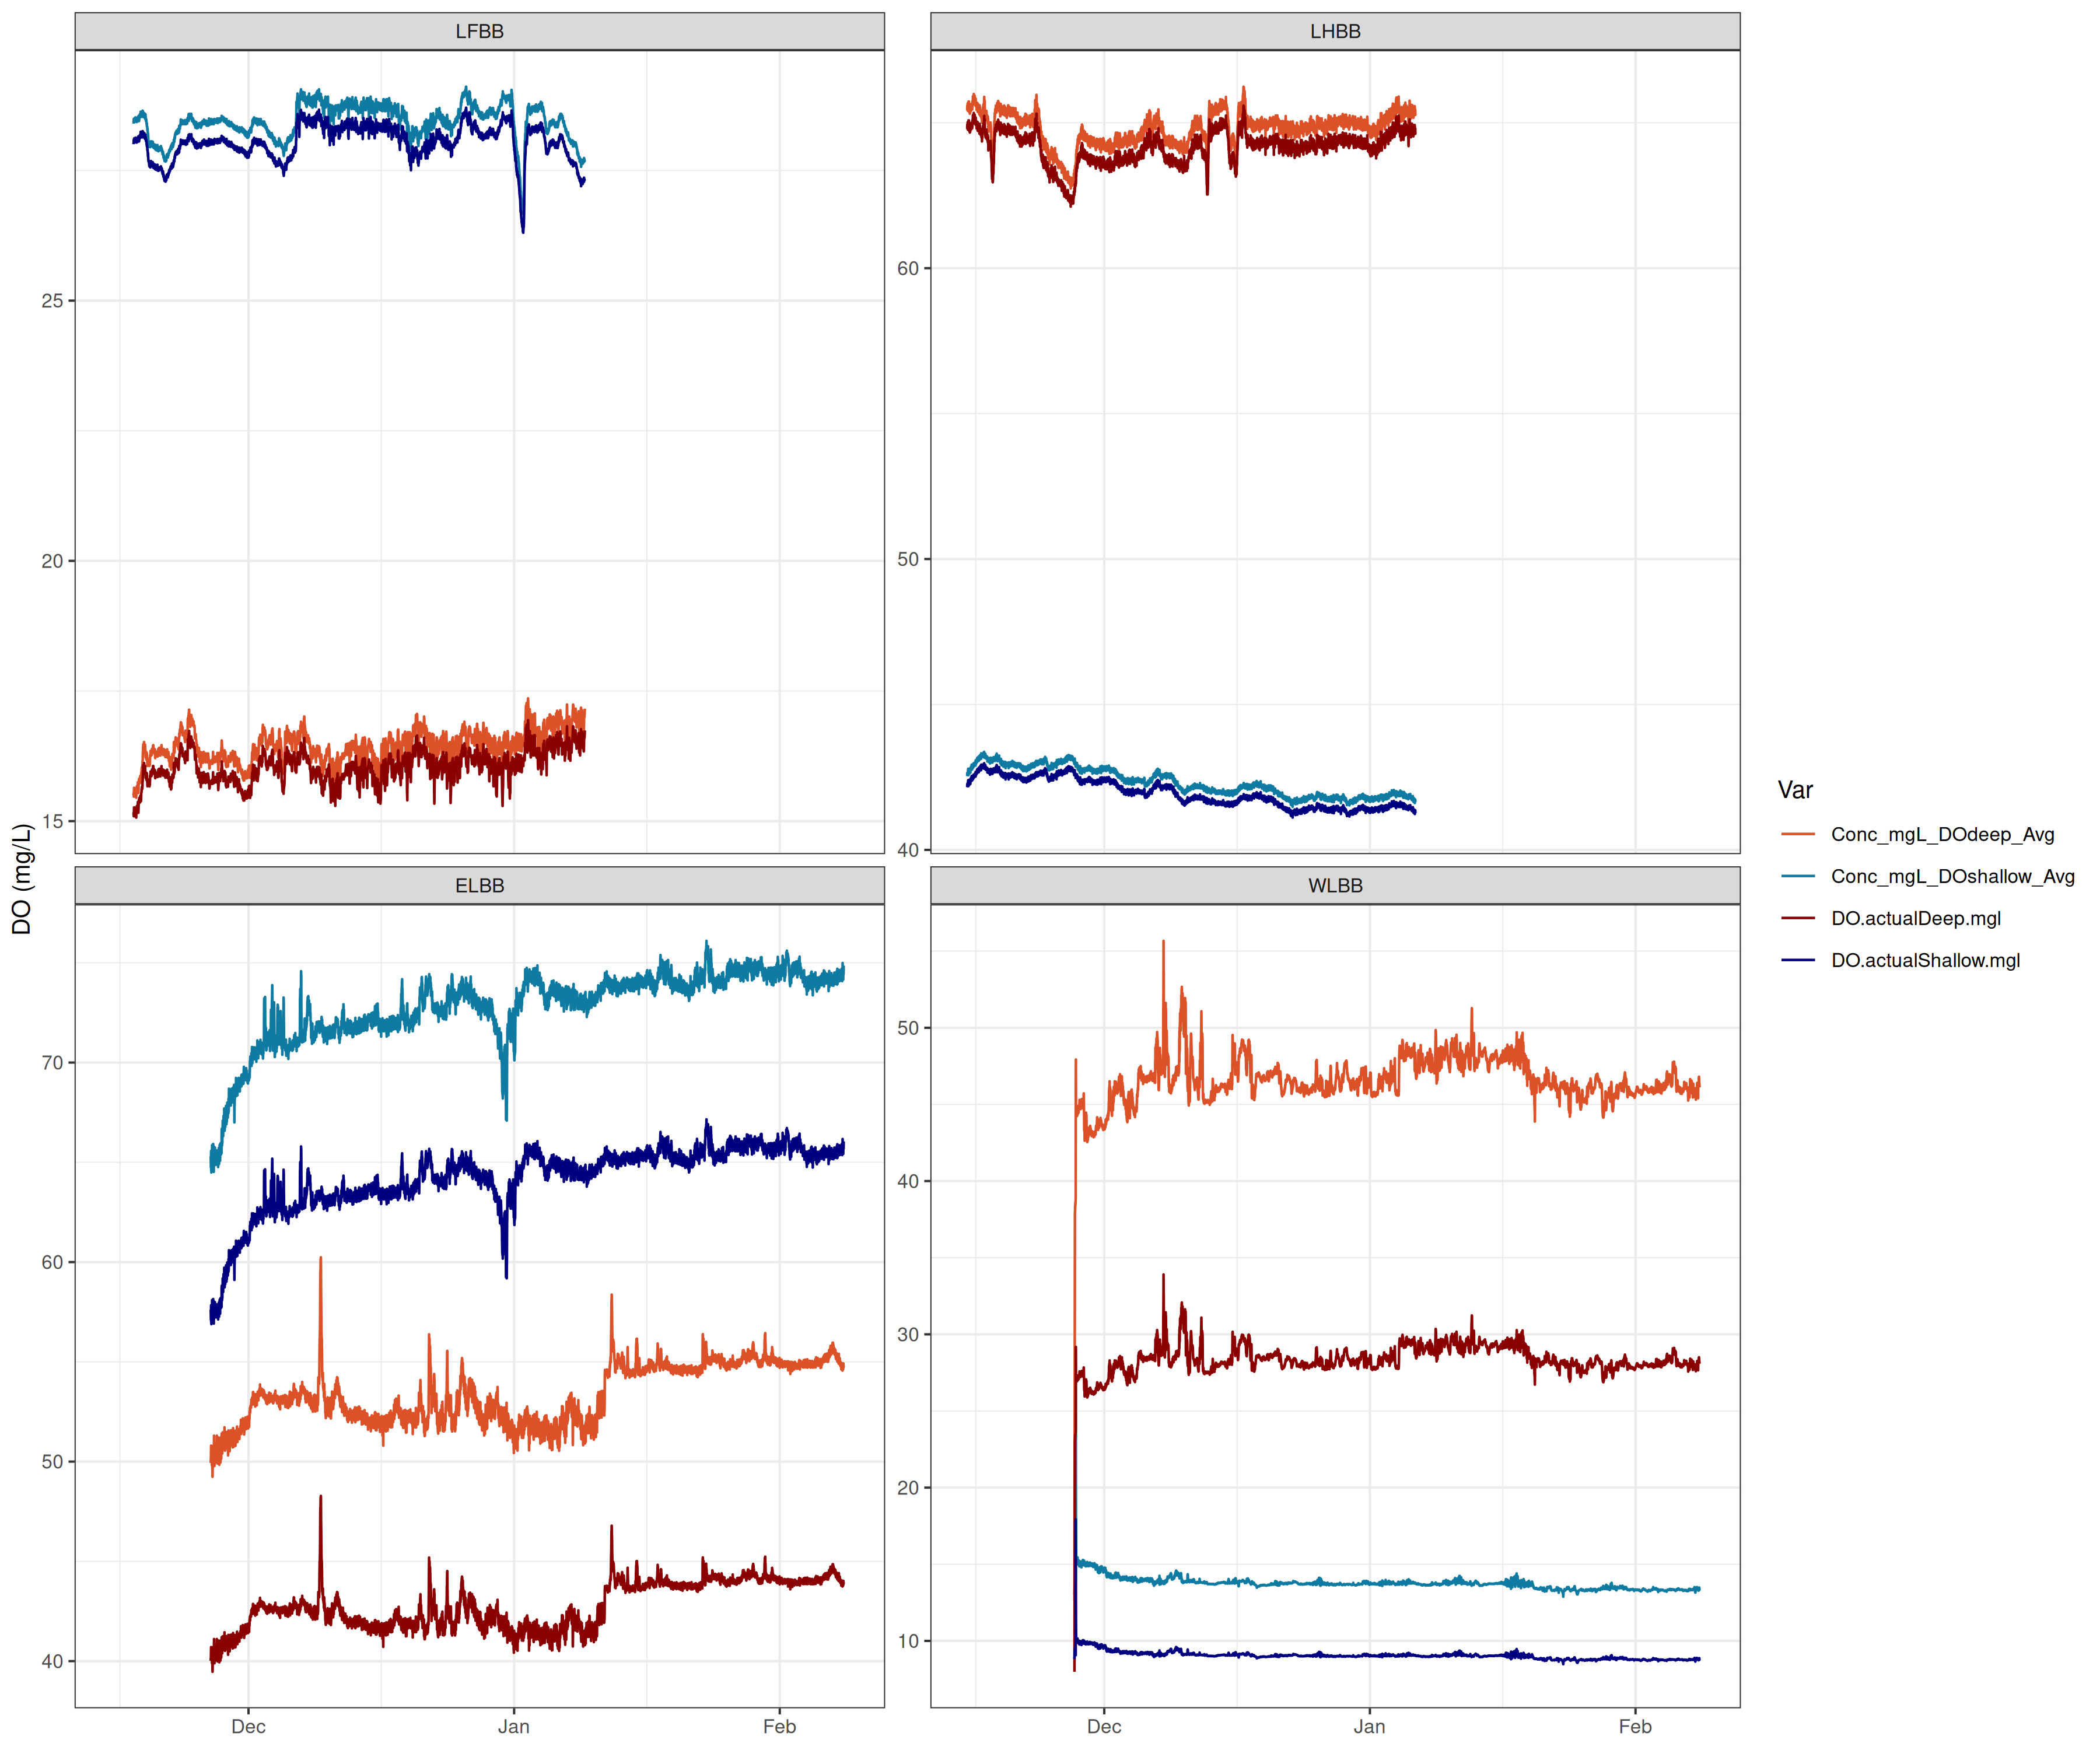 LFBB
LHBB
25
20
15
60
50
40
DO (mg/L)
ELBB
WLBB
70
60
50
40
50
40
30
20
10
Dec
Jan
Feb
Dec
Jan
Feb
Var
Conc_mgL_DOdeep_Avg
Conc_mgL_DOshallow_Avg
DO.actualDeep.mgl
DO.actualShallow.mgl